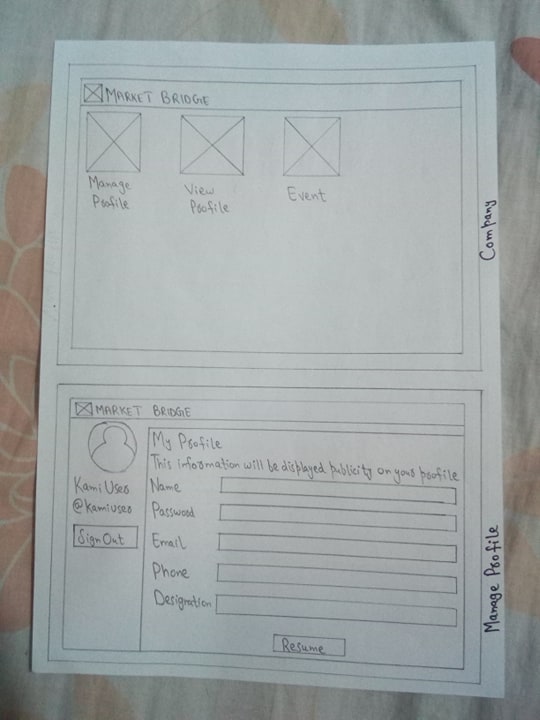 MARKET BRIDGE
Manage
Profile
View
Profile
Event
Company
MARKET BRIDGE
Kami User
@kamiuser
Sign Out
My Profile
This information will be displayed publicity on your profile
Name
Password
Email
Phone
Designation
Resume
Manage Profile